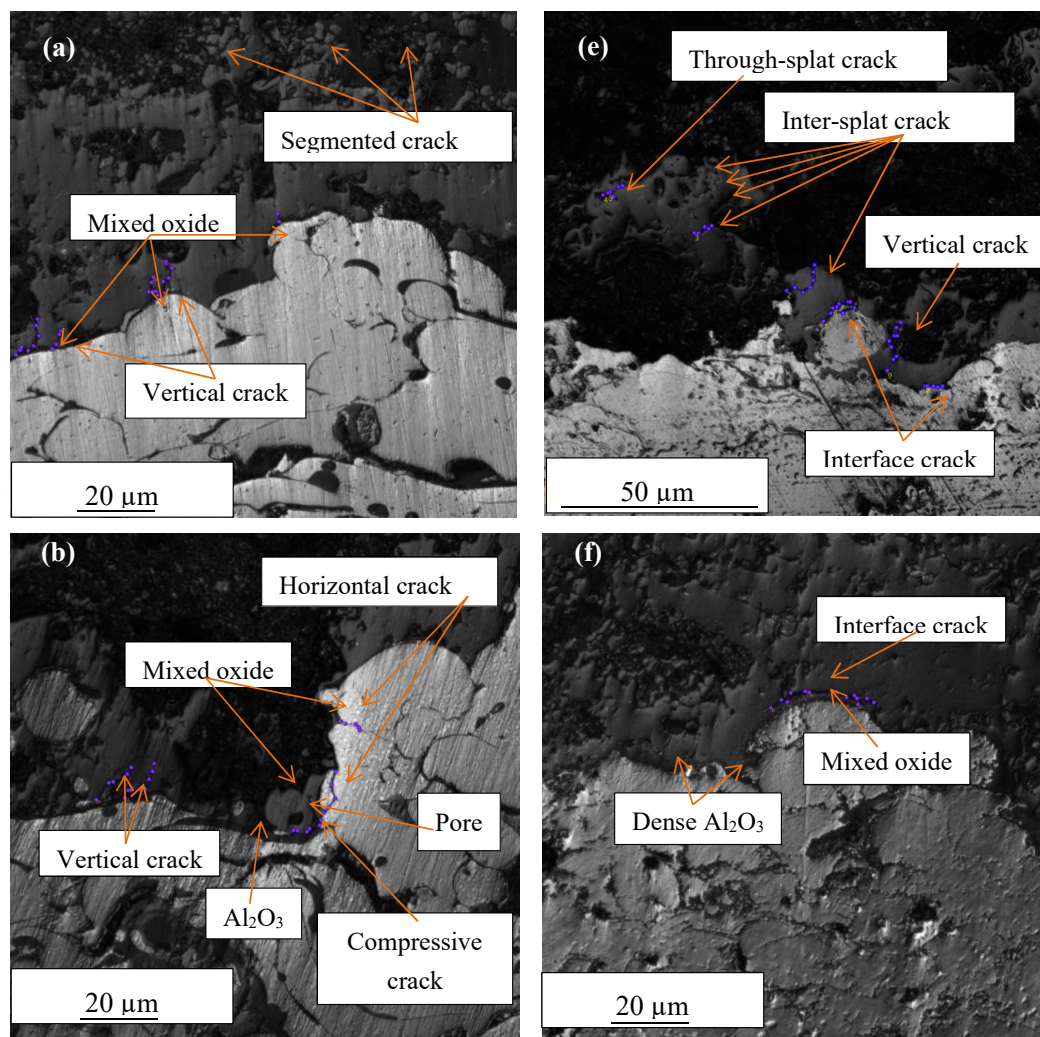 (a)
Segmented crack
Mixed oxide
Vertical crack
20 µm
(e)
Through-splat crack
Inter-splat crack
Vertical crack
Interface crack
50 µm
(b)
Horizontal crack
Mixed oxide
Pore
Vertical crack
Al₂O₃
Compressive
crack
20 µm
(f)
Interface crack
Mixed oxide
Dense Al₂O₃
20 µm